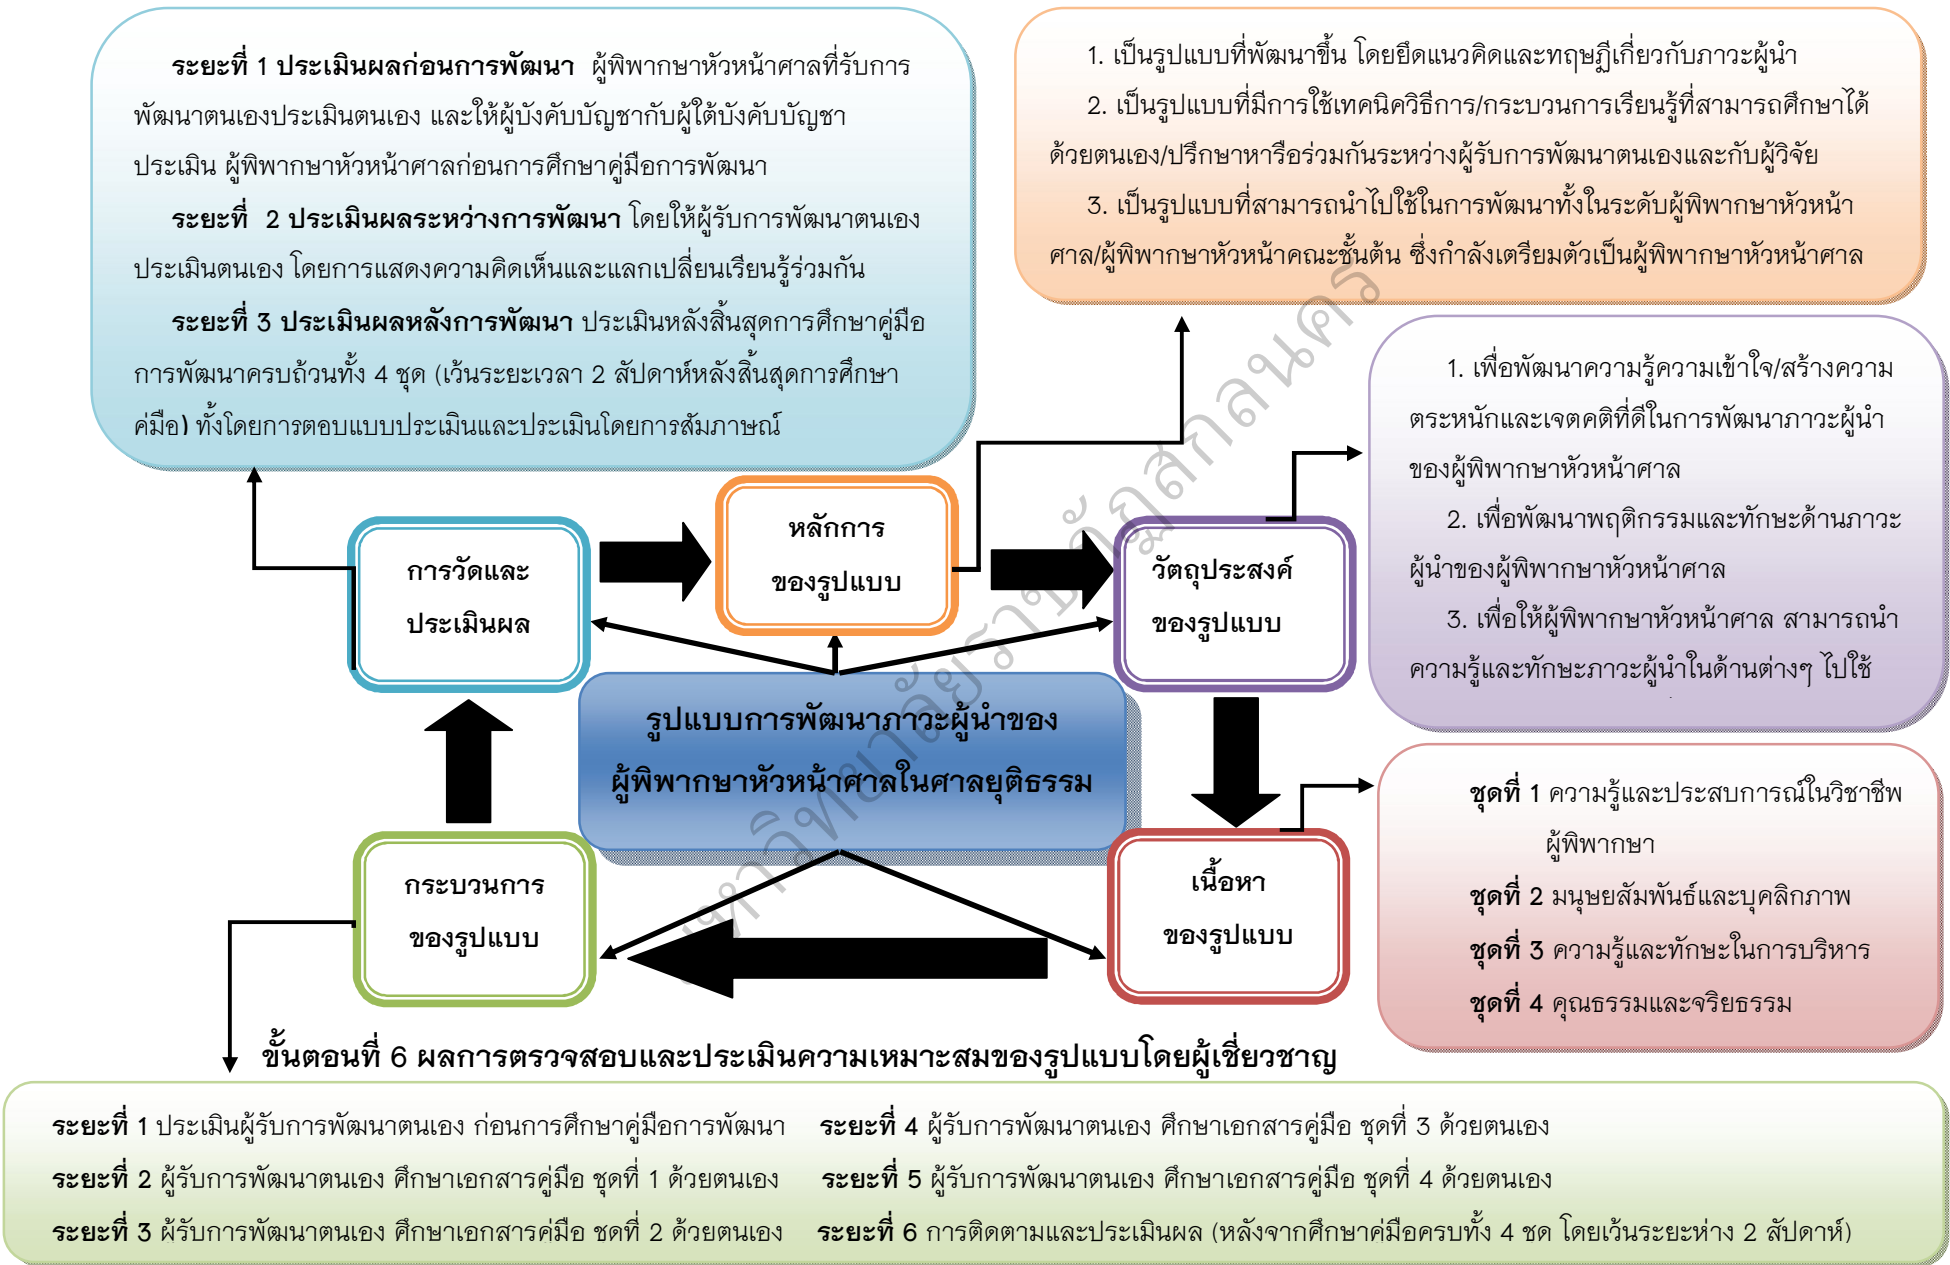 ระยะที่ 1 ประเมินผลก่อนการพัฒนา ผู้พิพากษาหัวหน้าศาลที่รับการ
พัฒนาตนเองประเมินตนเอง และให้ผู้บังคับบัญชากับผู้ใต้บังคับบัญชา
ประเมิน ผู้พิพากษาหัวหน้าศาลก่อนการศึกษาคู่มือการพัฒนา
ระยะที่ 2 ประเมินผลระหว่างการพัฒนา โดยให้ผู้รับการพัฒนาตนเอง
ประเมินตนเอง โดยการแสดงความคิดเห็นและแลกเปลี่ยนเรียนรู้ร่วมกัน
ระยะที่ 3 ประเมินผลหลังการพัฒนา ประเมินหลังสิ้นสุดการศึกษาคู่มือ
การพัฒนาครบถ้วนทั้ง 4 ชุด (เว้นระยะเวลา 2 สัปดาห์หลังสิ้นสุดการศึกษา
คู่มือ) ทั้งโดยการตอบแบบประเมินและประเมินโดยการสัมภาษณ์
1. เป็นรูปแบบที่พัฒนาขึ้น โดยยึดแนวคิดและทฤษฎีเกี่ยวกับภาวะผู้นำ
2. เป็นรูปแบบที่มีการใช้เทคนิควิธีการ/กระบวนการเรียนรู้ที่สามารถศึกษาได้
ด้วยตนเอง/ปรึกษาหารือร่วมกันระหว่างผู้รับการพัฒนาตนเองและกับผู้วิจัย
3. เป็นรูปแบบที่สามารถนำไปใช้ในการพัฒนาทั้งในระดับผู้พิพากษาหัวหน้า
ศาล/ผู้พิพากษาหัวหน้าคณะชั้นต้น ซึ่งกำลังเตรียมตัวเป็นผู้พิพากษาหัวหน้าศาล
1. เพื่อพัฒนาความรู้ความเข้าใจ/สร้างความ
ตระหนักและเจตคติที่ดีในการพัฒนาภาวะผู้นำ
ของผู้พิพากษาหัวหน้าศาล
2. เพื่อพัฒนาพฤติกรรมและทักษะด้านภาวะ
ผู้นำของผู้พิพากษาหัวหน้าศาล
3. เพื่อให้ผู้พิพากษาหัวหน้าศาล สามารถนำ
ความรู้และทักษะภาวะผู้นำในด้านต่างๆ ไปใช้
การวัดและ
ประเมินผล
หลักการ
ของรูปแบบ
วัตถุประสงค์
ของรูปแบบ
รูปแบบการพัฒนาภาวะผู้นำของ
ผู้พิพากษาหัวหน้าศาลในศาลยุติธรรม
กระบวนการ
ของรูปแบบ
เนื้อหา
ของรูปแบบ
ชุดที่ 1 ความรู้และประสบการณ์ในวิชาชีพ
ผู้พิพากษา
ชุดที่ 2 มนุษยสัมพันธ์และบุคลิกภาพ
ชุดที่ 3 ความรู้และทักษะในการบริหาร
ชุดที่ 4 คุณธรรมและจริยธรรม
ขั้นตอนที่ 6 ผลการตรวจสอบและประเมินความเหมาะสมของรูปแบบโดยผู้เชี่ยวชาญ
ระยะที่ 1 ประเมินผู้รับการพัฒนาตนเอง ก่อนการศึกษาคู่มือการพัฒนา
ระยะที่ 2 ผู้รับการพัฒนาตนเอง ศึกษาเอกสารคู่มือ ชุดที่ 1 ด้วยตนเอง
ระยะที่ 3 ผู้รับการพัฒนาตนเอง ศึกษาเอกสารคู่มือ ชุดที่ 2 ด้วยตนเอง
ระยะที่ 4 ผู้รับการพัฒนาตนเอง ศึกษาเอกสารคู่มือ ชุดที่ 3 ด้วยตนเอง
ระยะที่ 5 ผู้รับการพัฒนาตนเอง ศึกษาเอกสารคู่มือ ชุดที่ 4 ด้วยตนเอง
ระยะที่ 6 การติดตามและประเมินผล (หลังจากศึกษาคู่มือครบทั้ง 4 ชุด โดยเว้นระยะห่าง 2 สัปดาห์)